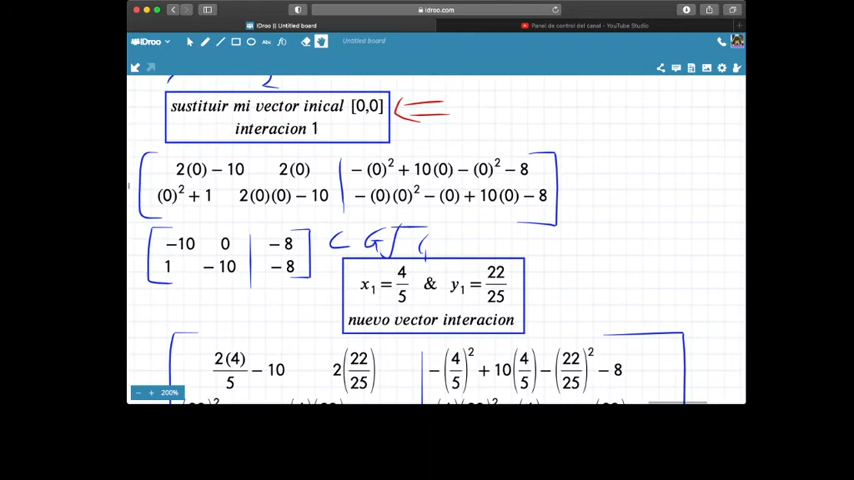 idroo.com
IDroo || Untitled board
Panel de control del canal - YouTube Studio
IDroo
Abc f()
Untitled board
2
sustituir mi vector inical [0,0]
interacion 1
2(0) − 10 2(0) | −(0)² + 10(0) − (0)² − 8
(0)² + 1 2(0)(0) − 10 | −(0)(0)² − (0) + 10(0) − 8
−10 0 | −8
1 −10 | −8
x₁ = 4/5 & y₁ = 22/25
nuevo vector interacion
2(4)/5 − 10 2(22/25) | −(4/5)² + 10(4/5) − (22/25)² − 8
200%